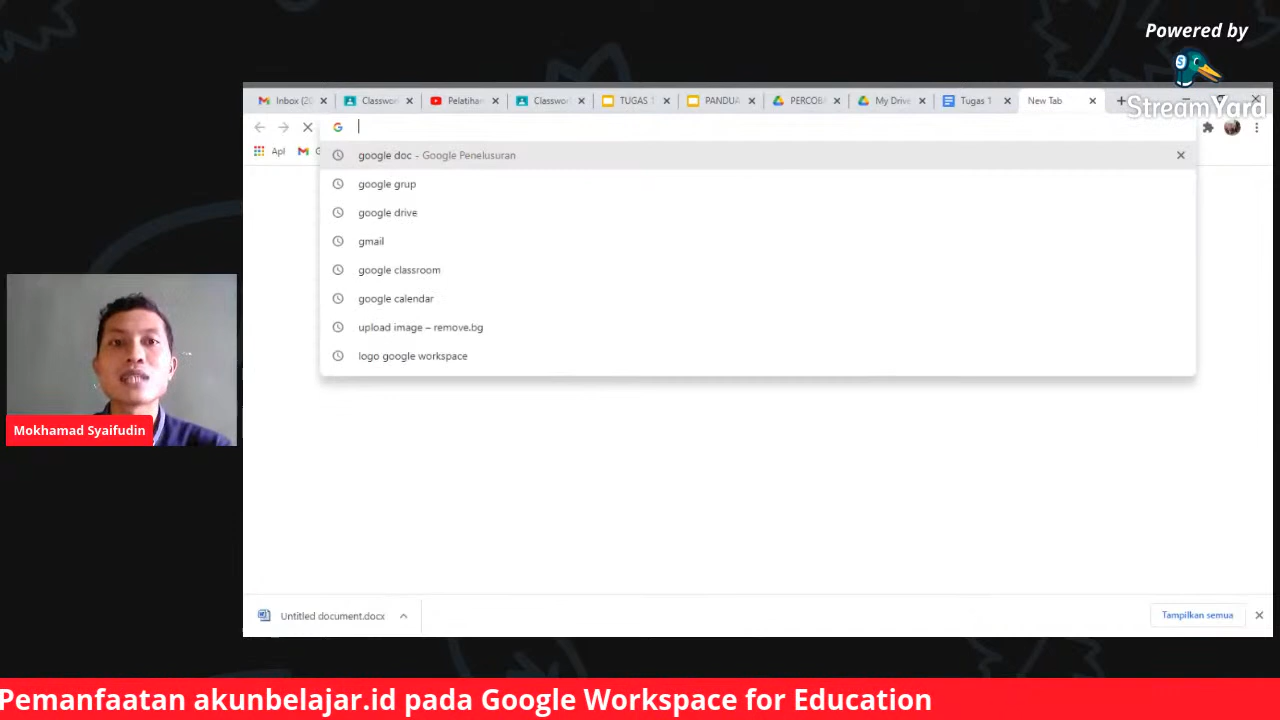 Powered by
StreamYard
Inbox (20
Classwor
Pelatihan
Classwor
TUGAS 1
PANDUA
PERCOBA
My Drive
Tugas 1
New Tab
Apl
google doc - Google Penelusuran
google grup
google drive
gmail
google classroom
google calendar
upload image – remove.bg
logo google workspace
Mokhamad Syaifudin
Untitled document.docx
Tampilkan semua
Pemanfaatan akunbelajar.id pada Google Workspace for Education